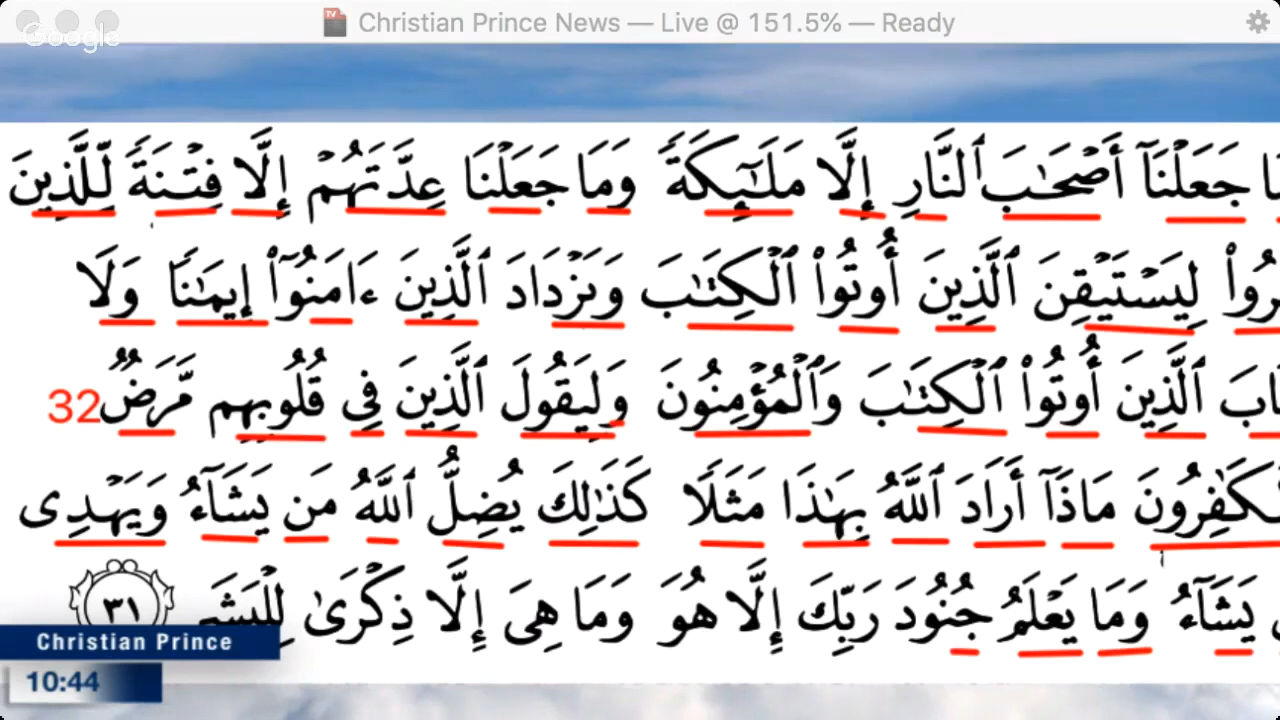 Christian Prince News — Live @ 151.5% — Ready
Google
جَعَلْنَآ أَصْحَٰبَ ٱلنَّارِ إِلَّا مَلَٰٓئِكَةً وَمَا جَعَلْنَا عِدَّتَهُمْ إِلَّا فِتْنَةً لِّلَّذِينَ
لِيَسْتَيْقِنَ ٱلَّذِينَ أُوتُوا۟ ٱلْكِتَٰبَ وَيَزْدَادَ ٱلَّذِينَ ءَامَنُوٓا۟ إِيمَٰنًا وَلَا
ٱلَّذِينَ أُوتُوا۟ ٱلْكِتَٰبَ وَٱلْمُؤْمِنُونَ وَلِيَقُولَ ٱلَّذِينَ فِى قُلُوبِهِم مَّرَضٌ 32
مَاذَآ أَرَادَ ٱللَّهُ بِهَٰذَا مَثَلًا كَذَٰلِكَ يُضِلُّ ٱللَّهُ مَن يَشَآءُ وَيَهْدِى
يَشَآءُ وَمَا يَعْلَمُ جُنُودَ رَبِّكَ إِلَّا هُوَ وَمَا هِىَ إِلَّا ذِكْرَىٰ ٣١
Christian Prince
10:44